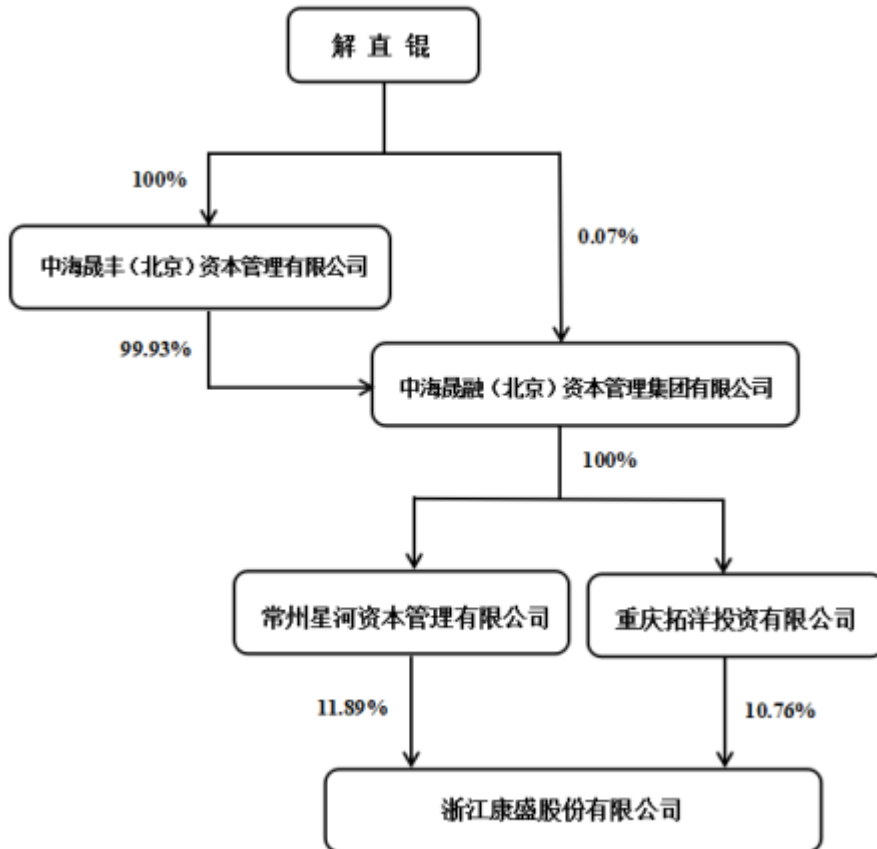 解直锟
100%
中海晟丰（北京）资本管理有限公司
0.07%
99.93%
中海晟融（北京）资本管理集团有限公司
100%
常州星河资本管理有限公司
重庆拓洋投资有限公司
11.89%
10.76%
浙江康盛股份有限公司